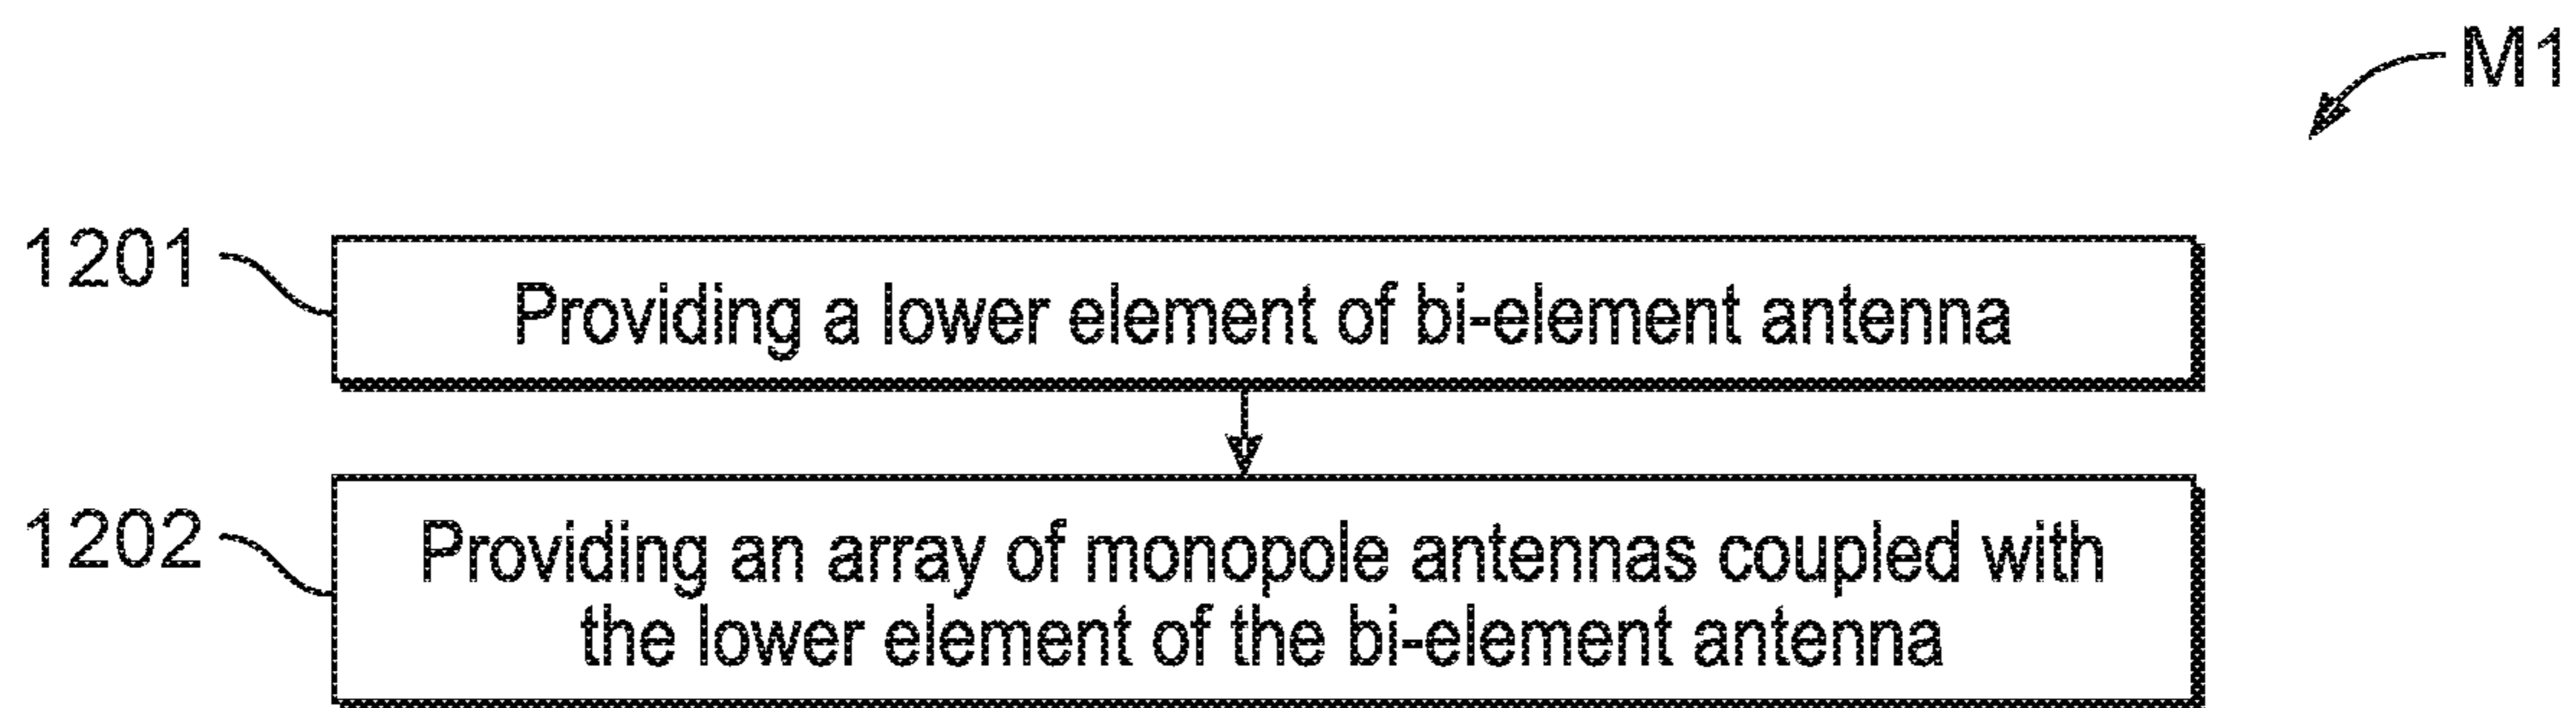 M1
1201
Providing a lower element of bi-element antenna
1202
Providing an array of monopole antennas coupled with
the lower element of the bi-element antenna